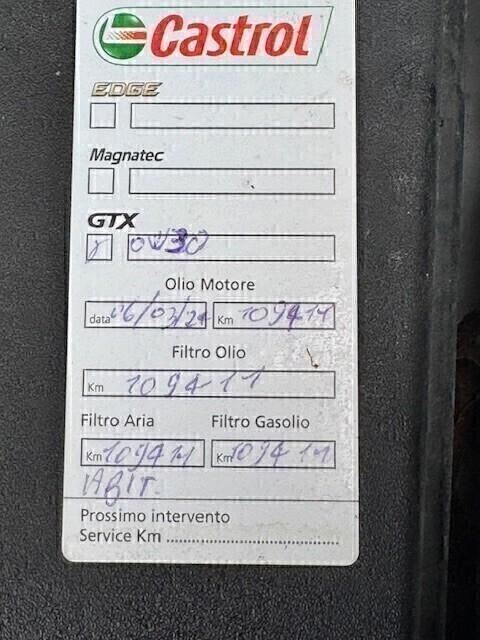 Castrol
EDGE
Magnatec
GTX
X 0W30
Olio Motore
data 06/03/24 Km 109411
Filtro Olio
Km 109411
Filtro Aria Filtro Gasolio
Km 109411 Km 109411
ABIT.
Prossimo intervento
Service Km